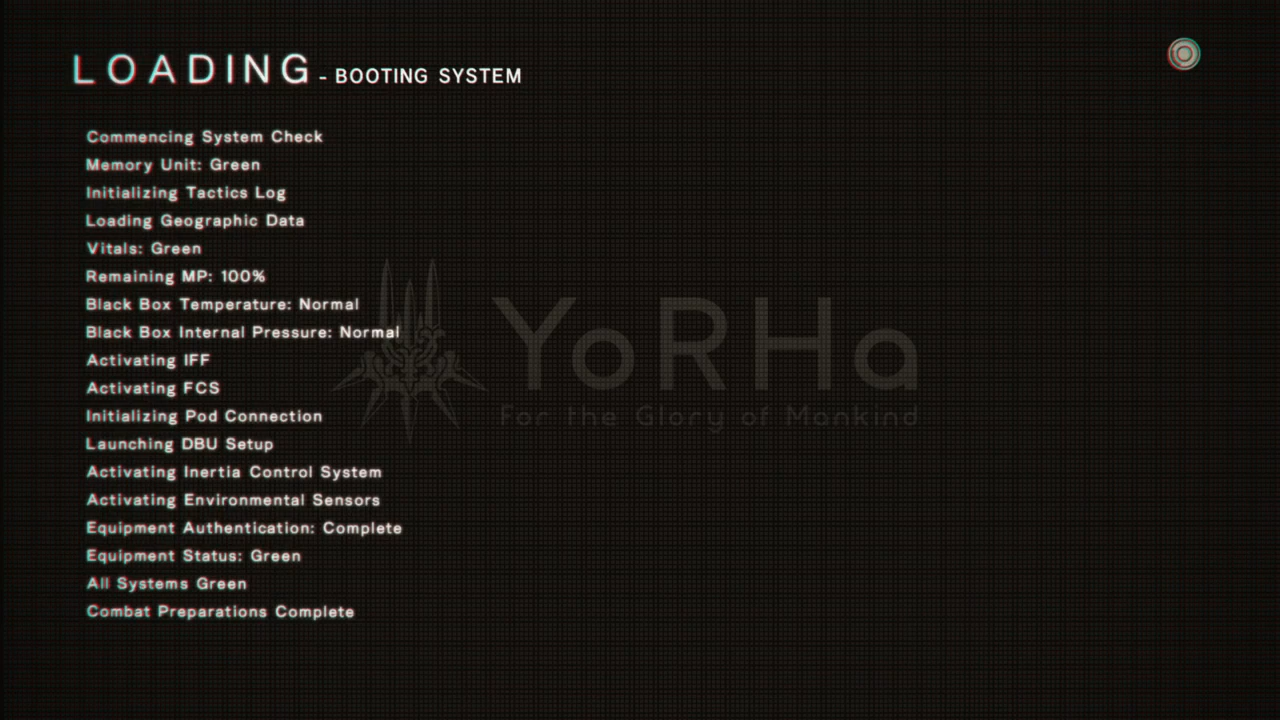 LOADING - BOOTING SYSTEM
Commencing System Check
Memory Unit: Green
Initializing Tactics Log
Loading Geographic Data
Vitals: Green
Remaining MP: 100%
Black Box Temperature: Normal
Black Box Internal Pressure: Normal
Activating IFF
Activating FCS
Initializing Pod Connection
Launching DBU Setup
Activating Inertia Control System
Activating Environmental Sensors
Equipment Authentication: Complete
Equipment Status: Green
All Systems Green
Combat Preparations Complete
YoRHa
For the Glory of Mankind